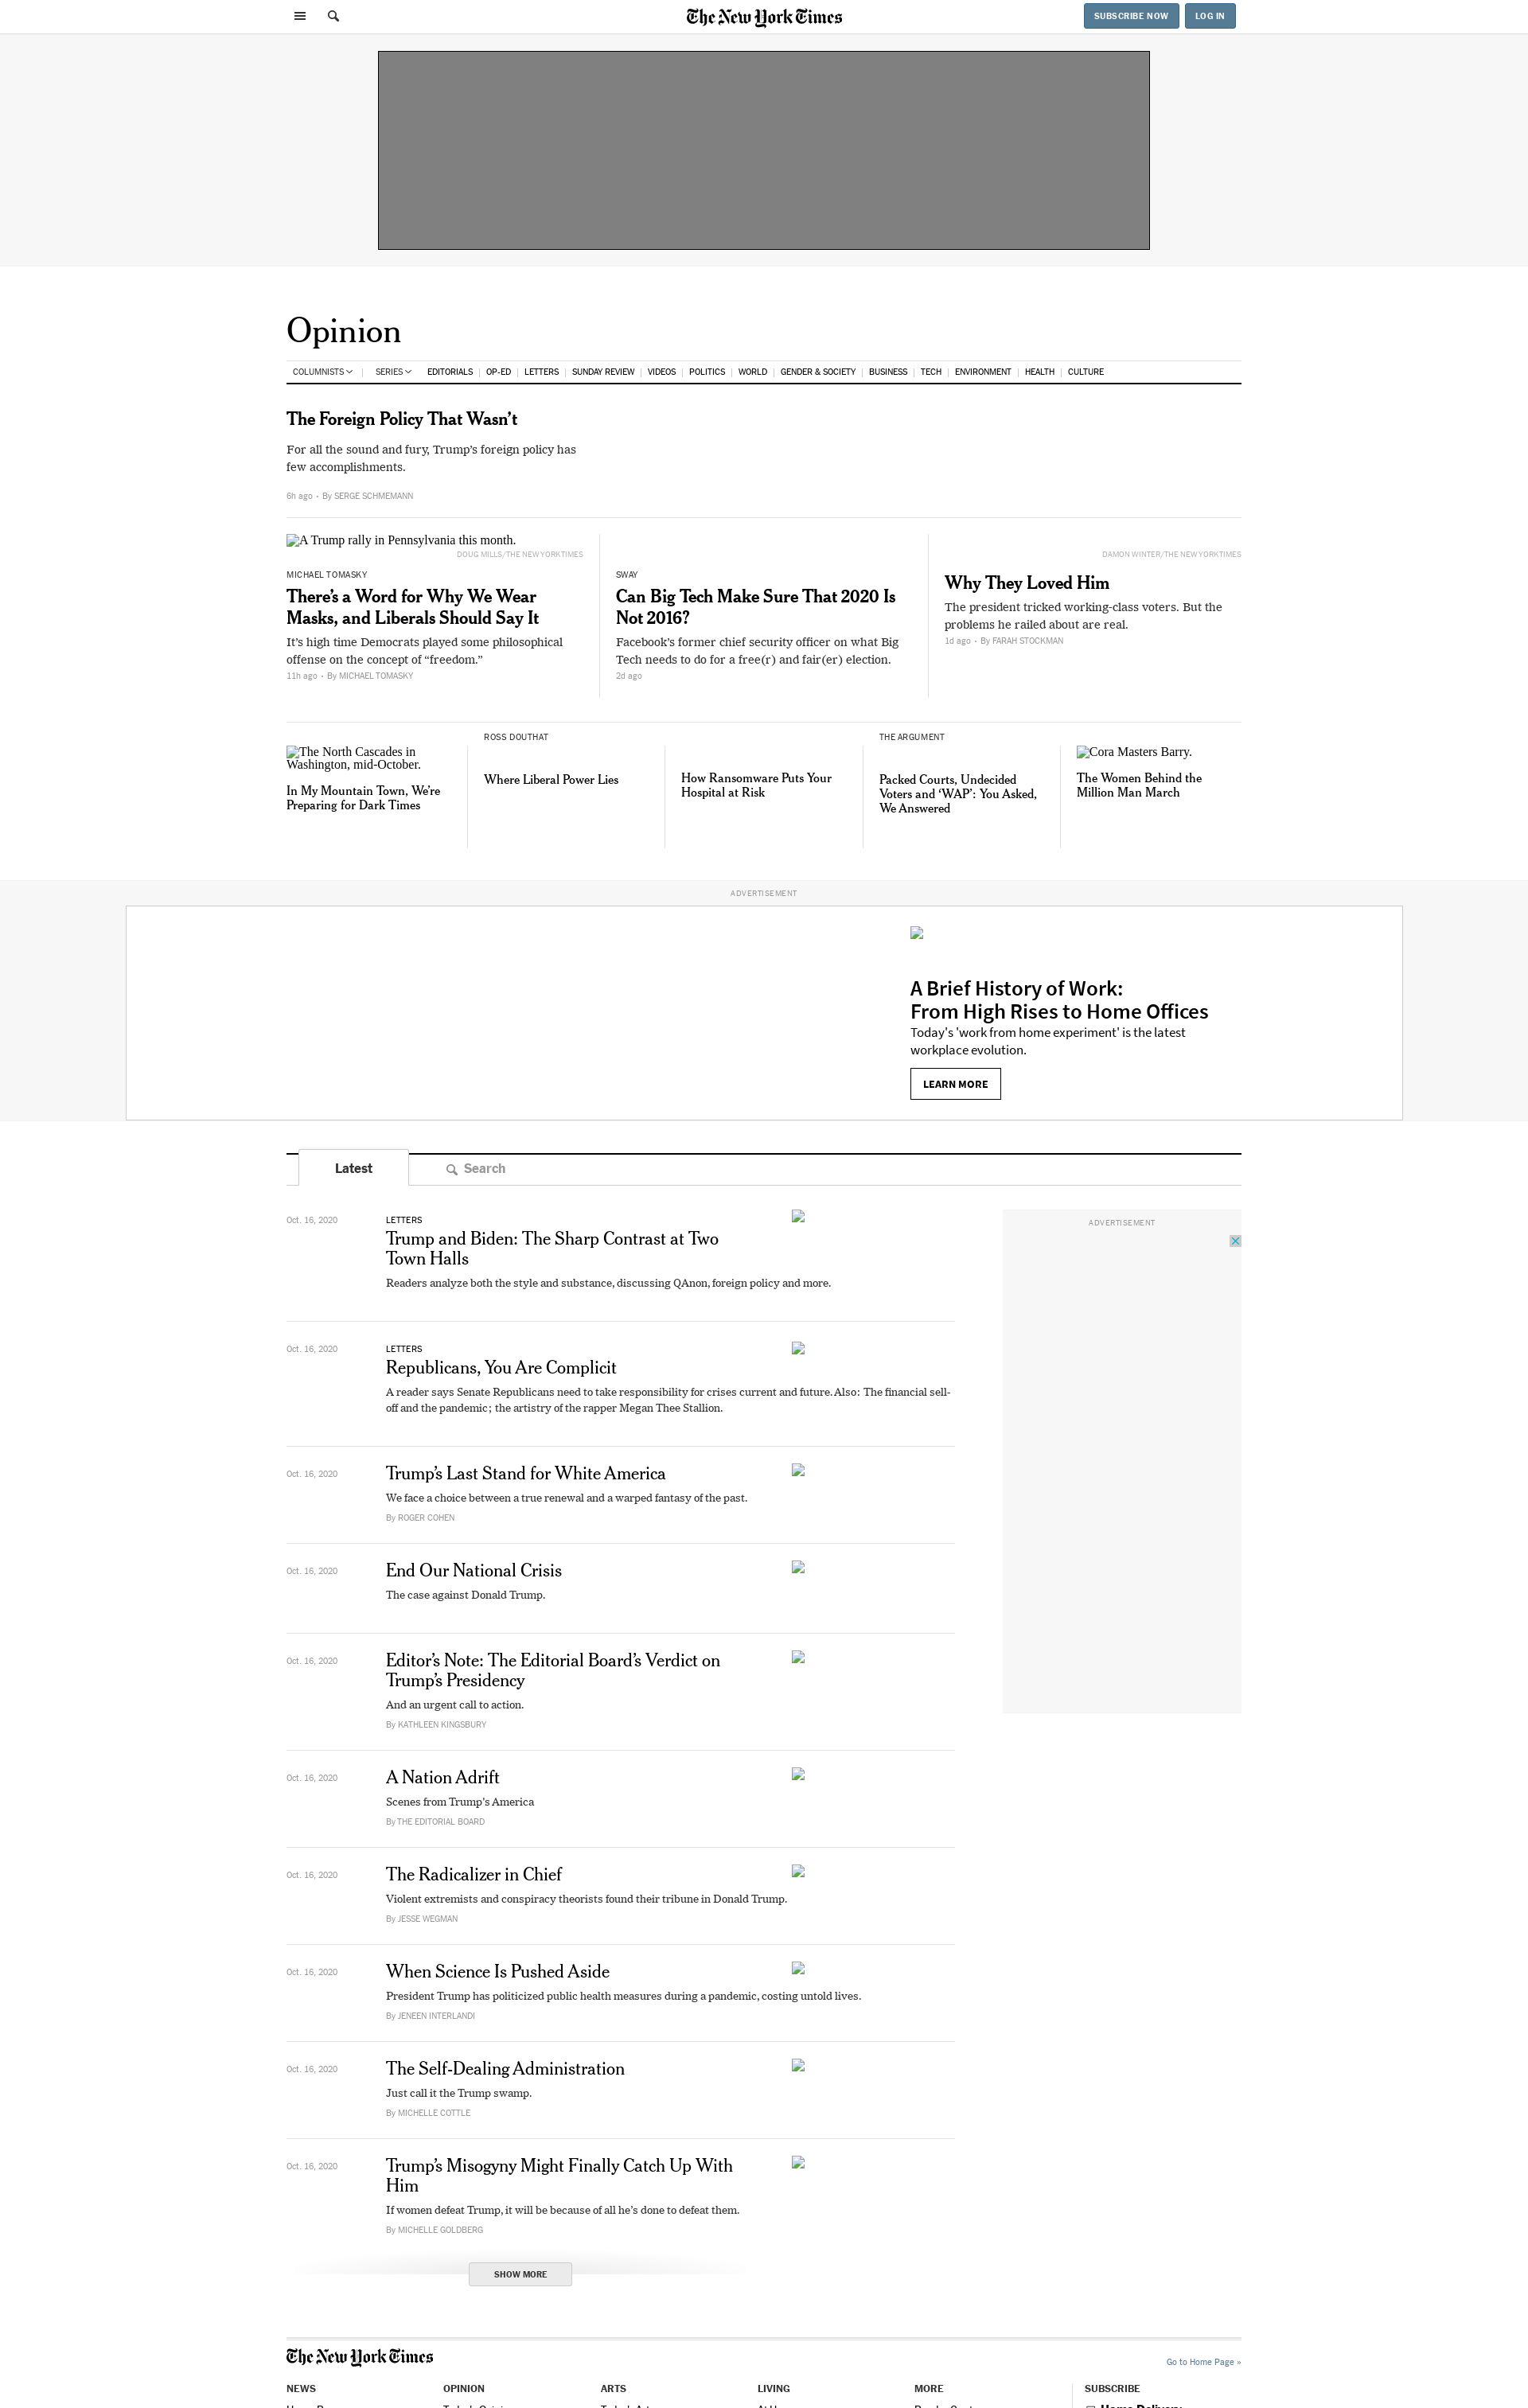 The New York Times
SUBSCRIBE NOW
LOG IN
Opinion
COLUMNISTS
SERIES
EDITORIALS
OP-ED
LETTERS
SUNDAY REVIEW
VIDEOS
POLITICS
WORLD
GENDER & SOCIETY
BUSINESS
TECH
ENVIRONMENT
HEALTH
CULTURE
The Foreign Policy That Wasn’t
For all the sound and fury, Trump’s foreign policy has
few accomplishments.
6h ago • By SERGE SCHMEMANN
A Trump rally in Pennsylvania this month.
DOUG MILLS/THE NEW YORK TIMES
MICHAEL TOMASKY
There’s a Word for Why We Wear
Masks, and Liberals Should Say It
It’s high time Democrats played some philosophical
offense on the concept of “freedom.”
11h ago • By MICHAEL TOMASKY
SWAY
Can Big Tech Make Sure That 2020 Is
Not 2016?
Facebook’s former chief security officer on what Big
Tech needs to do for a free(r) and fair(er) election.
2d ago
DAMON WINTER/THE NEW YORK TIMES
Why They Loved Him
The president tricked working-class voters. But the
problems he railed about are real.
1d ago • By FARAH STOCKMAN
The North Cascades in
Washington, mid-October.
In My Mountain Town, We’re
Preparing for Dark Times
ROSS DOUTHAT
Where Liberal Power Lies
How Ransomware Puts Your
Hospital at Risk
THE ARGUMENT
Packed Courts, Undecided
Voters and ‘WAP’: You Asked,
We Answered
Cora Masters Barry.
The Women Behind the
Million Man March
ADVERTISEMENT
A Brief History of Work:
From High Rises to Home Offices
Today's 'work from home experiment' is the latest
workplace evolution.
LEARN MORE
Latest
Search
Oct. 16, 2020
LETTERS
Trump and Biden: The Sharp Contrast at Two
Town Halls
Readers analyze both the style and substance, discussing QAnon, foreign policy and more.
ADVERTISEMENT
Oct. 16, 2020
LETTERS
Republicans, You Are Complicit
A reader says Senate Republicans need to take responsibility for crises current and future. Also: The financial sell-
off and the pandemic; the artistry of the rapper Megan Thee Stallion.
Oct. 16, 2020
Trump’s Last Stand for White America
We face a choice between a true renewal and a warped fantasy of the past.
By ROGER COHEN
Oct. 16, 2020
End Our National Crisis
The case against Donald Trump.
Oct. 16, 2020
Editor’s Note: The Editorial Board’s Verdict on
Trump’s Presidency
And an urgent call to action.
By KATHLEEN KINGSBURY
Oct. 16, 2020
A Nation Adrift
Scenes from Trump’s America
By THE EDITORIAL BOARD
Oct. 16, 2020
The Radicalizer in Chief
Violent extremists and conspiracy theorists found their tribune in Donald Trump.
By JESSE WEGMAN
Oct. 16, 2020
When Science Is Pushed Aside
President Trump has politicized public health measures during a pandemic, costing untold lives.
By JENEEN INTERLANDI
Oct. 16, 2020
The Self-Dealing Administration
Just call it the Trump swamp.
By MICHELLE COTTLE
Oct. 16, 2020
Trump’s Misogyny Might Finally Catch Up With
Him
If women defeat Trump, it will be because of all he’s done to defeat them.
By MICHELLE GOLDBERG
SHOW MORE
The New York Times
Go to Home Page »
NEWS
OPINION
ARTS
LIVING
MORE
SUBSCRIBE